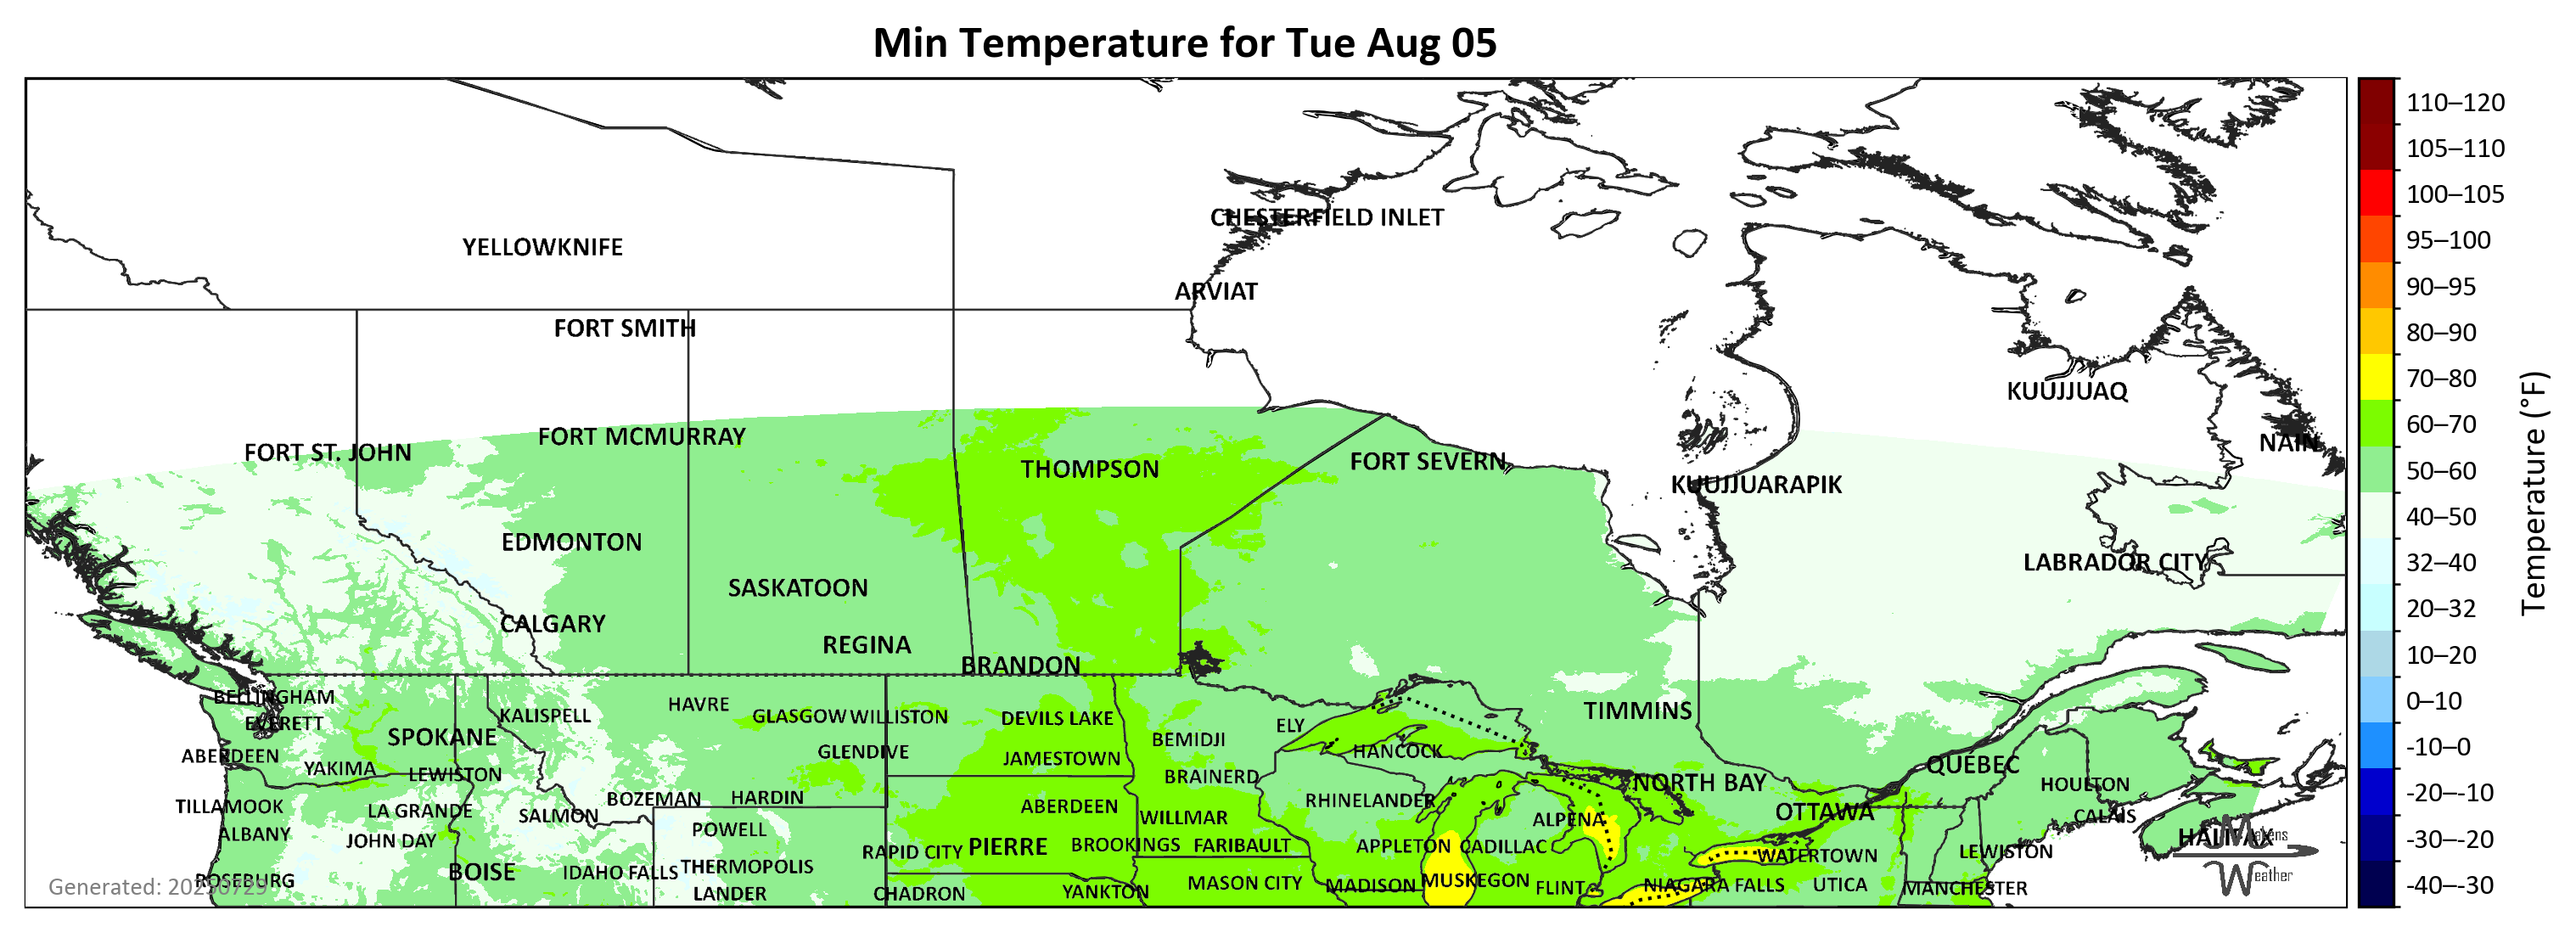 Min Temperature for Tue Aug 05
110–120
105–110
100–105
95–100
90–95
80–90
70–80
60–70
50–60
40–50
32–40
20–32
10–20
0–10
-10–0
-20–-10
-30–-20
-40–-30
Temperature (°F)
CHESTERFIELD INLET
YELLOWKNIFE
ARVIAT
FORT SMITH
KUUJJUAQ
FORT MCMURRAY
NAIN
FORT ST. JOHN
FORT SEVERN
THOMPSON
KUUJJUARAPIK
EDMONTON
LABRADOR CITY
SASKATOON
CALGARY
REGINA
BRANDON
BELLINGHAM
HAVRE
TIMMINS
KALISPELL
GLASGOW WILLISTON
DEVILS LAKE
EVERETT
ELY
SPOKANE
BEMIDJI
ABERDEEN
GLENDIVE
HANCOCK
JAMESTOWN
QUÉBEC
YAKIMA
LEWISTON
BRAINERD
NORTH BAY
HOULTON
BOZEMAN
HARDIN
RHINELANDER
TILLAMOOK
LA GRANDE
ABERDEEN
OTTAWA
SALMON
WILLMAR
CALAIS
ALPENA
POWELL
ALBANY
HALIFAX
JOHN DAY
RAPID CITY
PIERRE
BROOKINGS
FARIBAULT
APPLETON
CADILLAC
WATERTOWN
LEWISTON
THERMOPOLIS
BOISE
IDAHO FALLS
ROSEBURG
MUSKEGON
MASON CITY
MADISON
FLINT
NIAGARA FALLS
UTICA
MANCHESTER
LANDER
CHADRON
YANKTON
Makens
Weather
Generated: 20250729